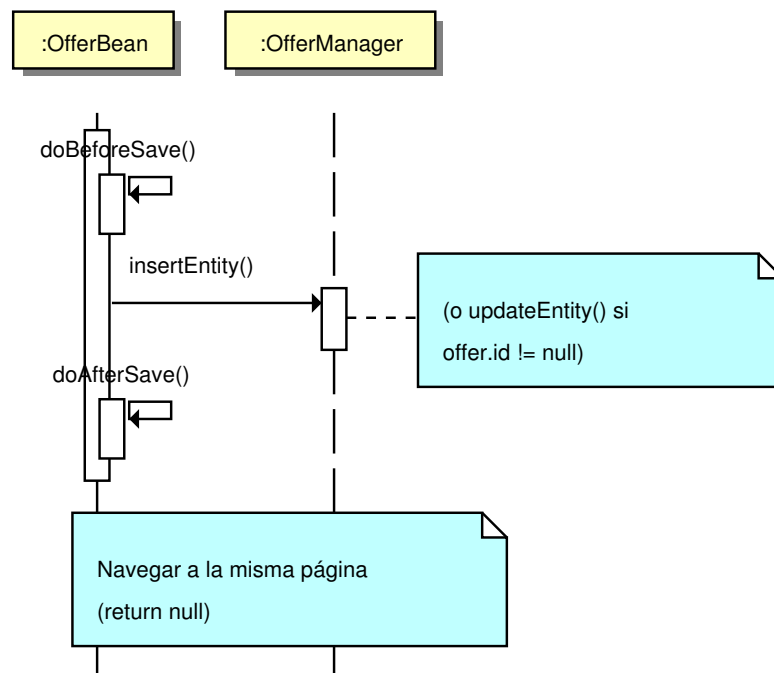 :OfferBean
:OfferManager
doBeforeSave()
insertEntity()
(o updateEntity() si
offer.id != null)
doAfterSave()
Navegar a la misma página
(return null)